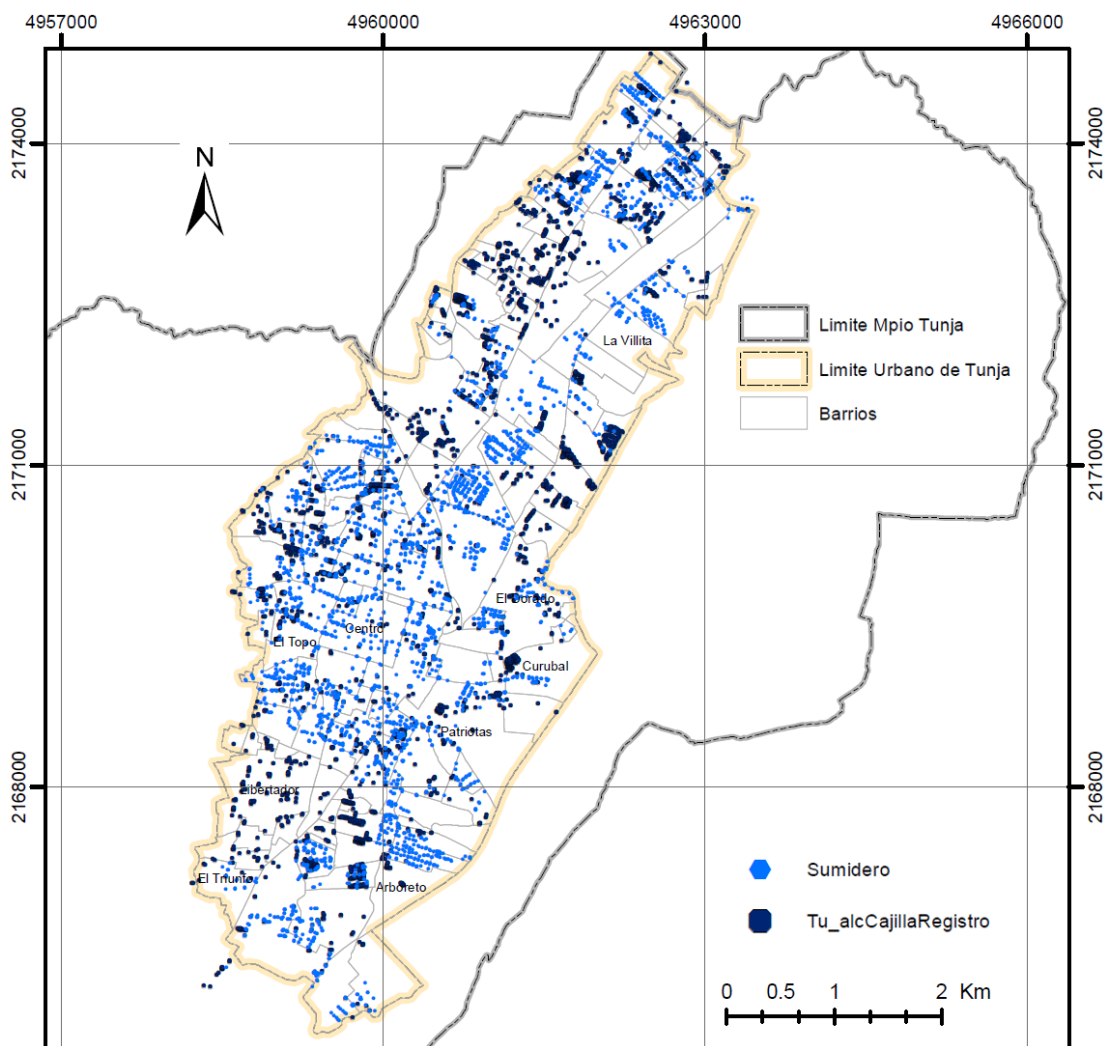 4957000 4960000 4963000 4966000
2174000 2174000
N
Limite Mpio Tunja
La Villita
Limite Urbano de Tunja
Barrios
2171000 2171000
El Dorado
Centro
El Topo
Curubal
Patriotas
2168000 2168000
Libertador
Sumidero
El Triunfo
Arboreto
Tu_alcCajillaRegistro
0 0.5 1 2 Km